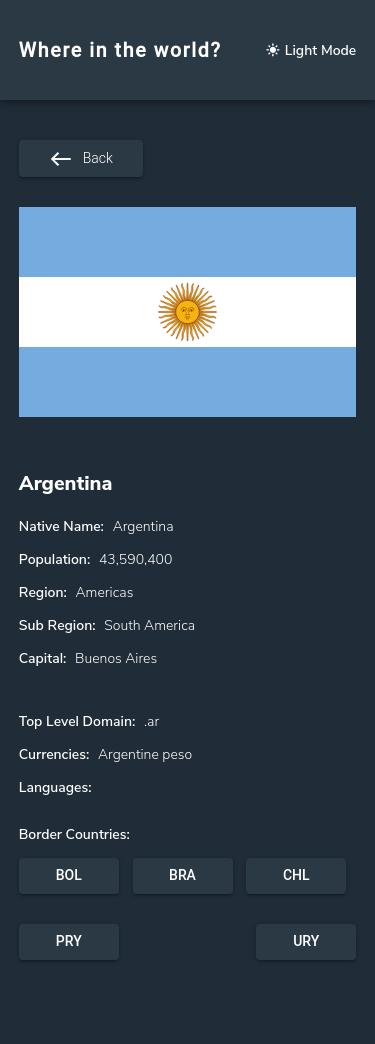 Where in the world? Light Mode
Back
Argentina
Native Name: Argentina
Population: 43,590,400
Region: Americas
Sub Region: South America
Capital: Buenos Aires
Top Level Domain: .ar
Currencies: Argentine peso
Languages:
Border Countries:
BOL BRA CHL
PRY URY